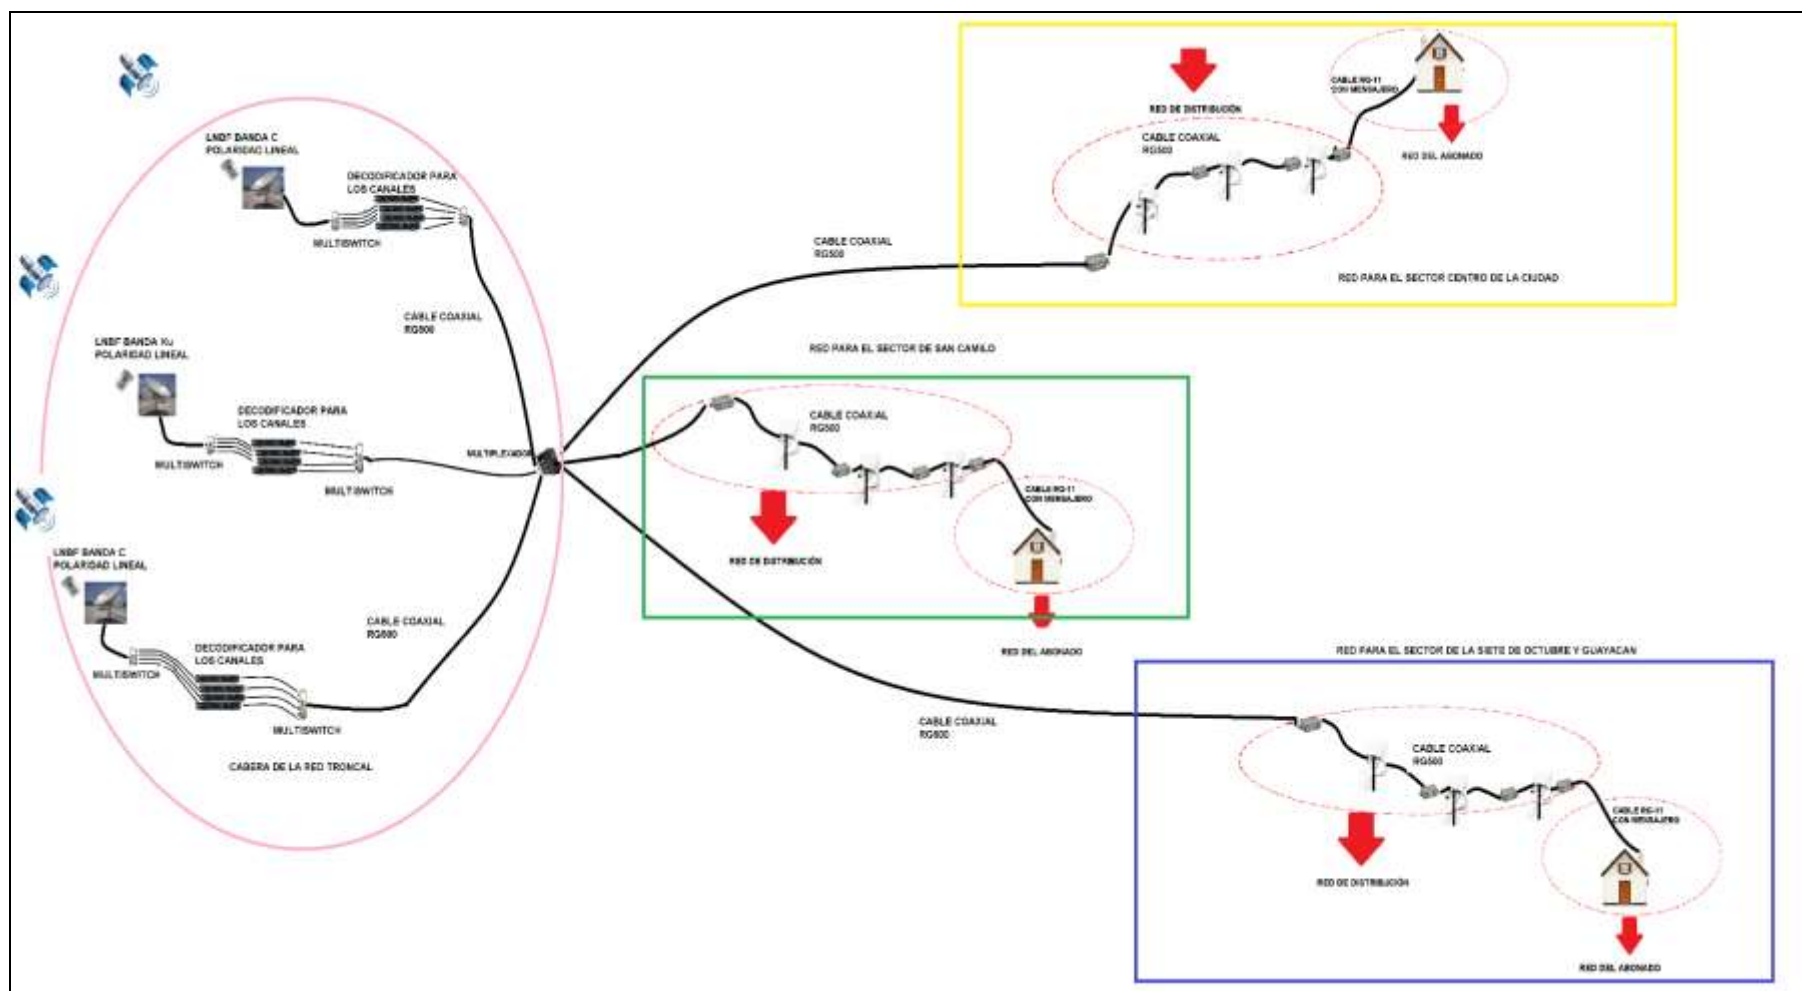 LNBF BANDA C
POLARIDAD LINEAL
DECODIFICADOR PARA
LOS CANALES
MULTISWITCH
CABLE COAXIAL
RG500
LNBF BANDA Ku
POLARIDAD LINEAL
DECODIFICADOR PARA
LOS CANALES
MULTISWITCH
MULTISWITCH
MULTIPLEXADOR
LNBF BANDA C
POLARIDAD LINEAL
DECODIFICADOR PARA
LOS CANALES
MULTISWITCH
MULTISWITCH
CABLE COAXIAL
RG500
CABERA DE LA RED TRONCAL
CABLE COAXIAL
RG500
RED DE DISTRIBUCIÓN
CABLE COAXIAL
RG500
CABLE RG-11
CON MENSAJERO
RED DEL ABONADO
RED PARA EL SECTOR CENTRO DE LA CIUDAD
RED PARA EL SECTOR DE SAN CAMILO
CABLE COAXIAL
RG500
CABLE RG-11
CON MENSAJERO
RED DE DISTRIBUCIÓN
RED DEL ABONADO
RED PARA EL SECTOR DE LA SIETE DE OCTUBRE Y GUAYACAN
CABLE COAXIAL
RG500
CABLE COAXIAL
RG500
CABLE RG-11
CON MENSAJERO
RED DE DISTRIBUCIÓN
RED DEL ABONADO